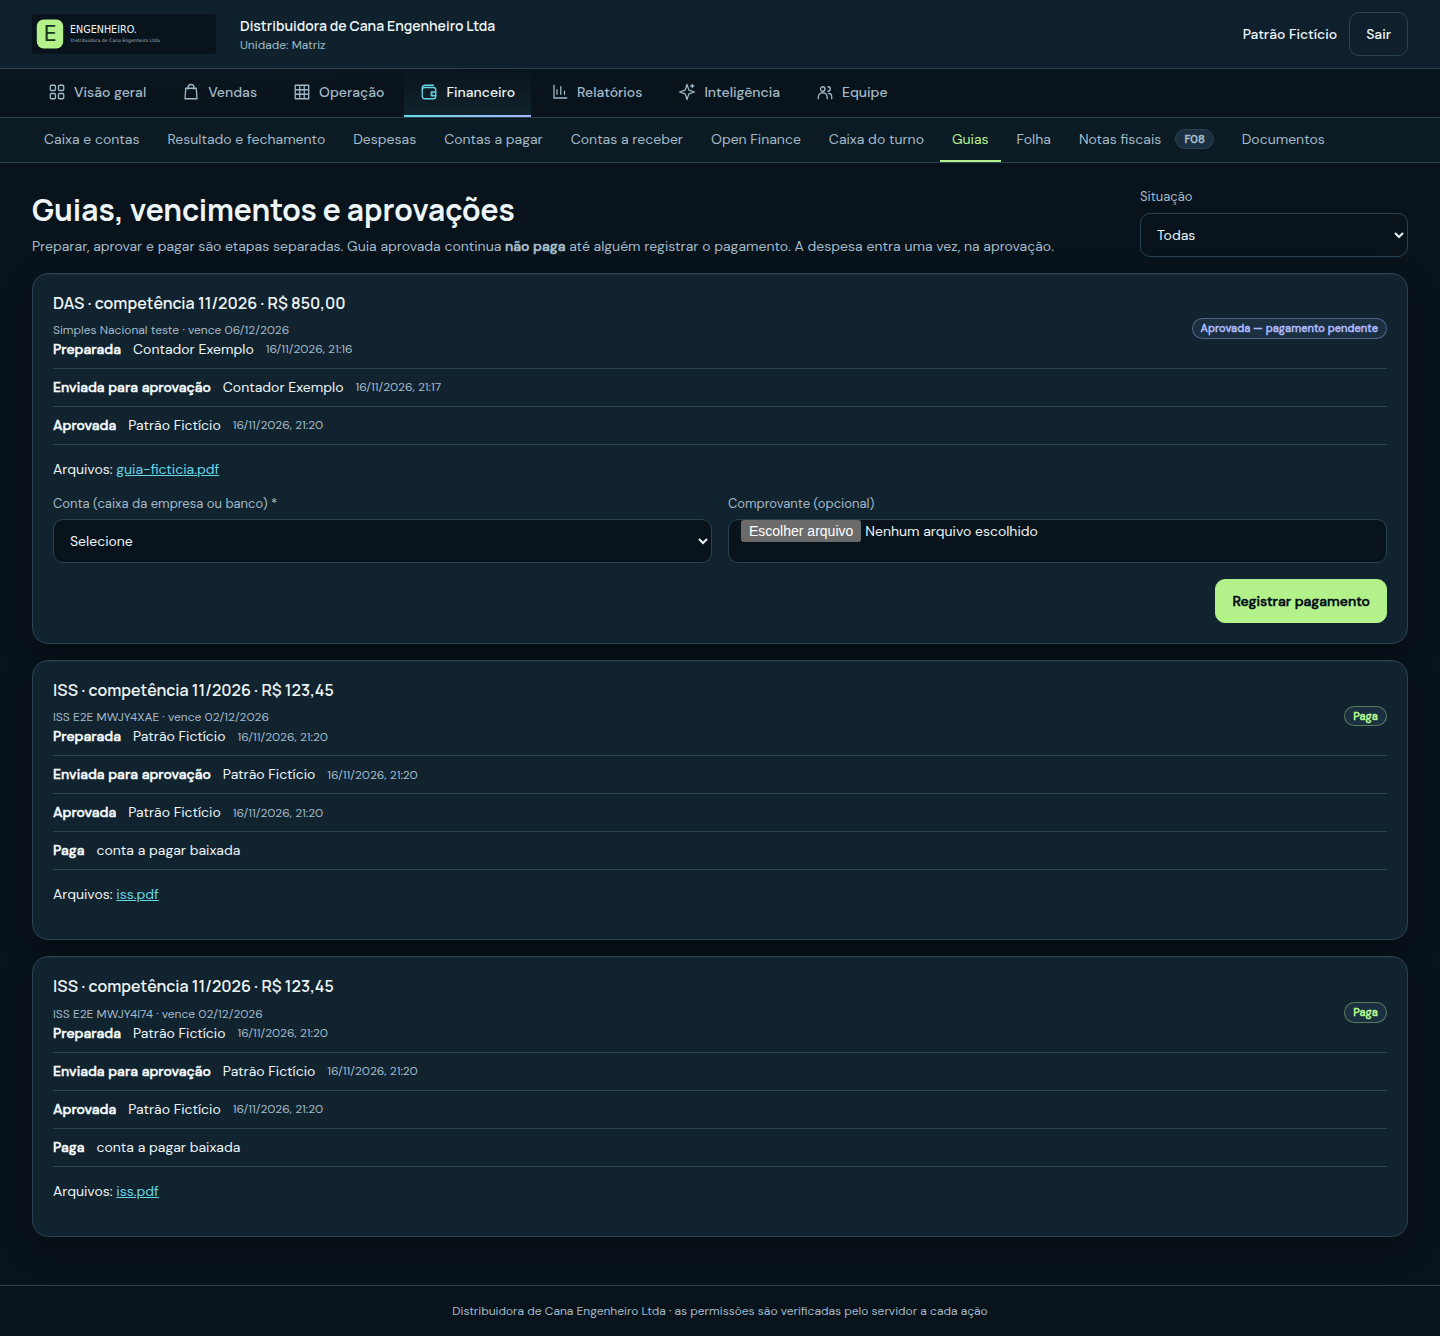 E ENGENHEIRO.
Distribuidora de Cana Engenheiro Ltda
Distribuidora de Cana Engenheiro Ltda
Unidade: Matriz
Patrão Fictício
Sair
Visão geral
Vendas
Operação
Financeiro
Relatórios
Inteligência
Equipe
Caixa e contas
Resultado e fechamento
Despesas
Contas a pagar
Contas a receber
Open Finance
Caixa do turno
Guias
Folha
Notas fiscais F08
Documentos
Guias, vencimentos e aprovações
Preparar, aprovar e pagar são etapas separadas. Guia aprovada continua não paga até alguém registrar o pagamento. A despesa entra uma vez, na aprovação.
Situação
Todas
DAS · competência 11/2026 · R$ 850,00
Simples Nacional teste · vence 06/12/2026
Aprovada — pagamento pendente
Preparada Contador Exemplo 16/11/2026, 21:16
Enviada para aprovação Contador Exemplo 16/11/2026, 21:17
Aprovada Patrão Fictício 16/11/2026, 21:20
Arquivos: guia-ficticia.pdf
Conta (caixa da empresa ou banco) *
Selecione
Comprovante (opcional)
Escolher arquivo Nenhum arquivo escolhido
Registrar pagamento
ISS · competência 11/2026 · R$ 123,45
ISS E2E MWJY4XAE · vence 02/12/2026
Paga
Preparada Patrão Fictício 16/11/2026, 21:20
Enviada para aprovação Patrão Fictício 16/11/2026, 21:20
Aprovada Patrão Fictício 16/11/2026, 21:20
Paga conta a pagar baixada
Arquivos: iss.pdf
ISS · competência 11/2026 · R$ 123,45
ISS E2E MWJY4I74 · vence 02/12/2026
Paga
Preparada Patrão Fictício 16/11/2026, 21:20
Enviada para aprovação Patrão Fictício 16/11/2026, 21:20
Aprovada Patrão Fictício 16/11/2026, 21:20
Paga conta a pagar baixada
Arquivos: iss.pdf
Distribuidora de Cana Engenheiro Ltda · as permissões são verificadas pelo servidor a cada ação